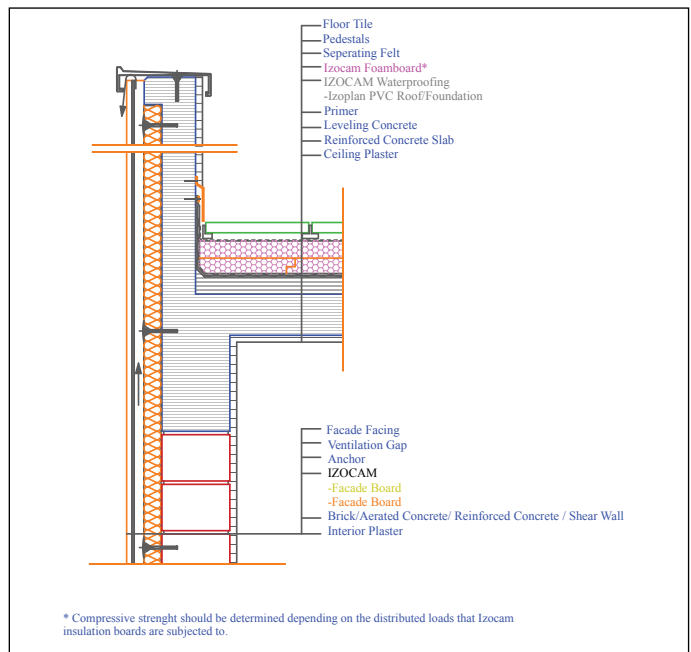 Floor Tile
Pedestals
Seperating Felt
Izocam Foamboard*
IZOCAM Waterproofing
-Izoplan PVC Roof/Foundation
Primer
Leveling Concrete
Reinforced Concrete Slab
Ceiling Plaster
Facade Facing
Ventilation Gap
Anchor
IZOCAM
-Facade Board
-Facade Board
Brick/Aerated Concrete/ Reinforced Concrete / Shear Wall
Interior Plaster
* Compressive strenght should be determined depending on the distributed loads that Izocam
insulation boards are subjected to.